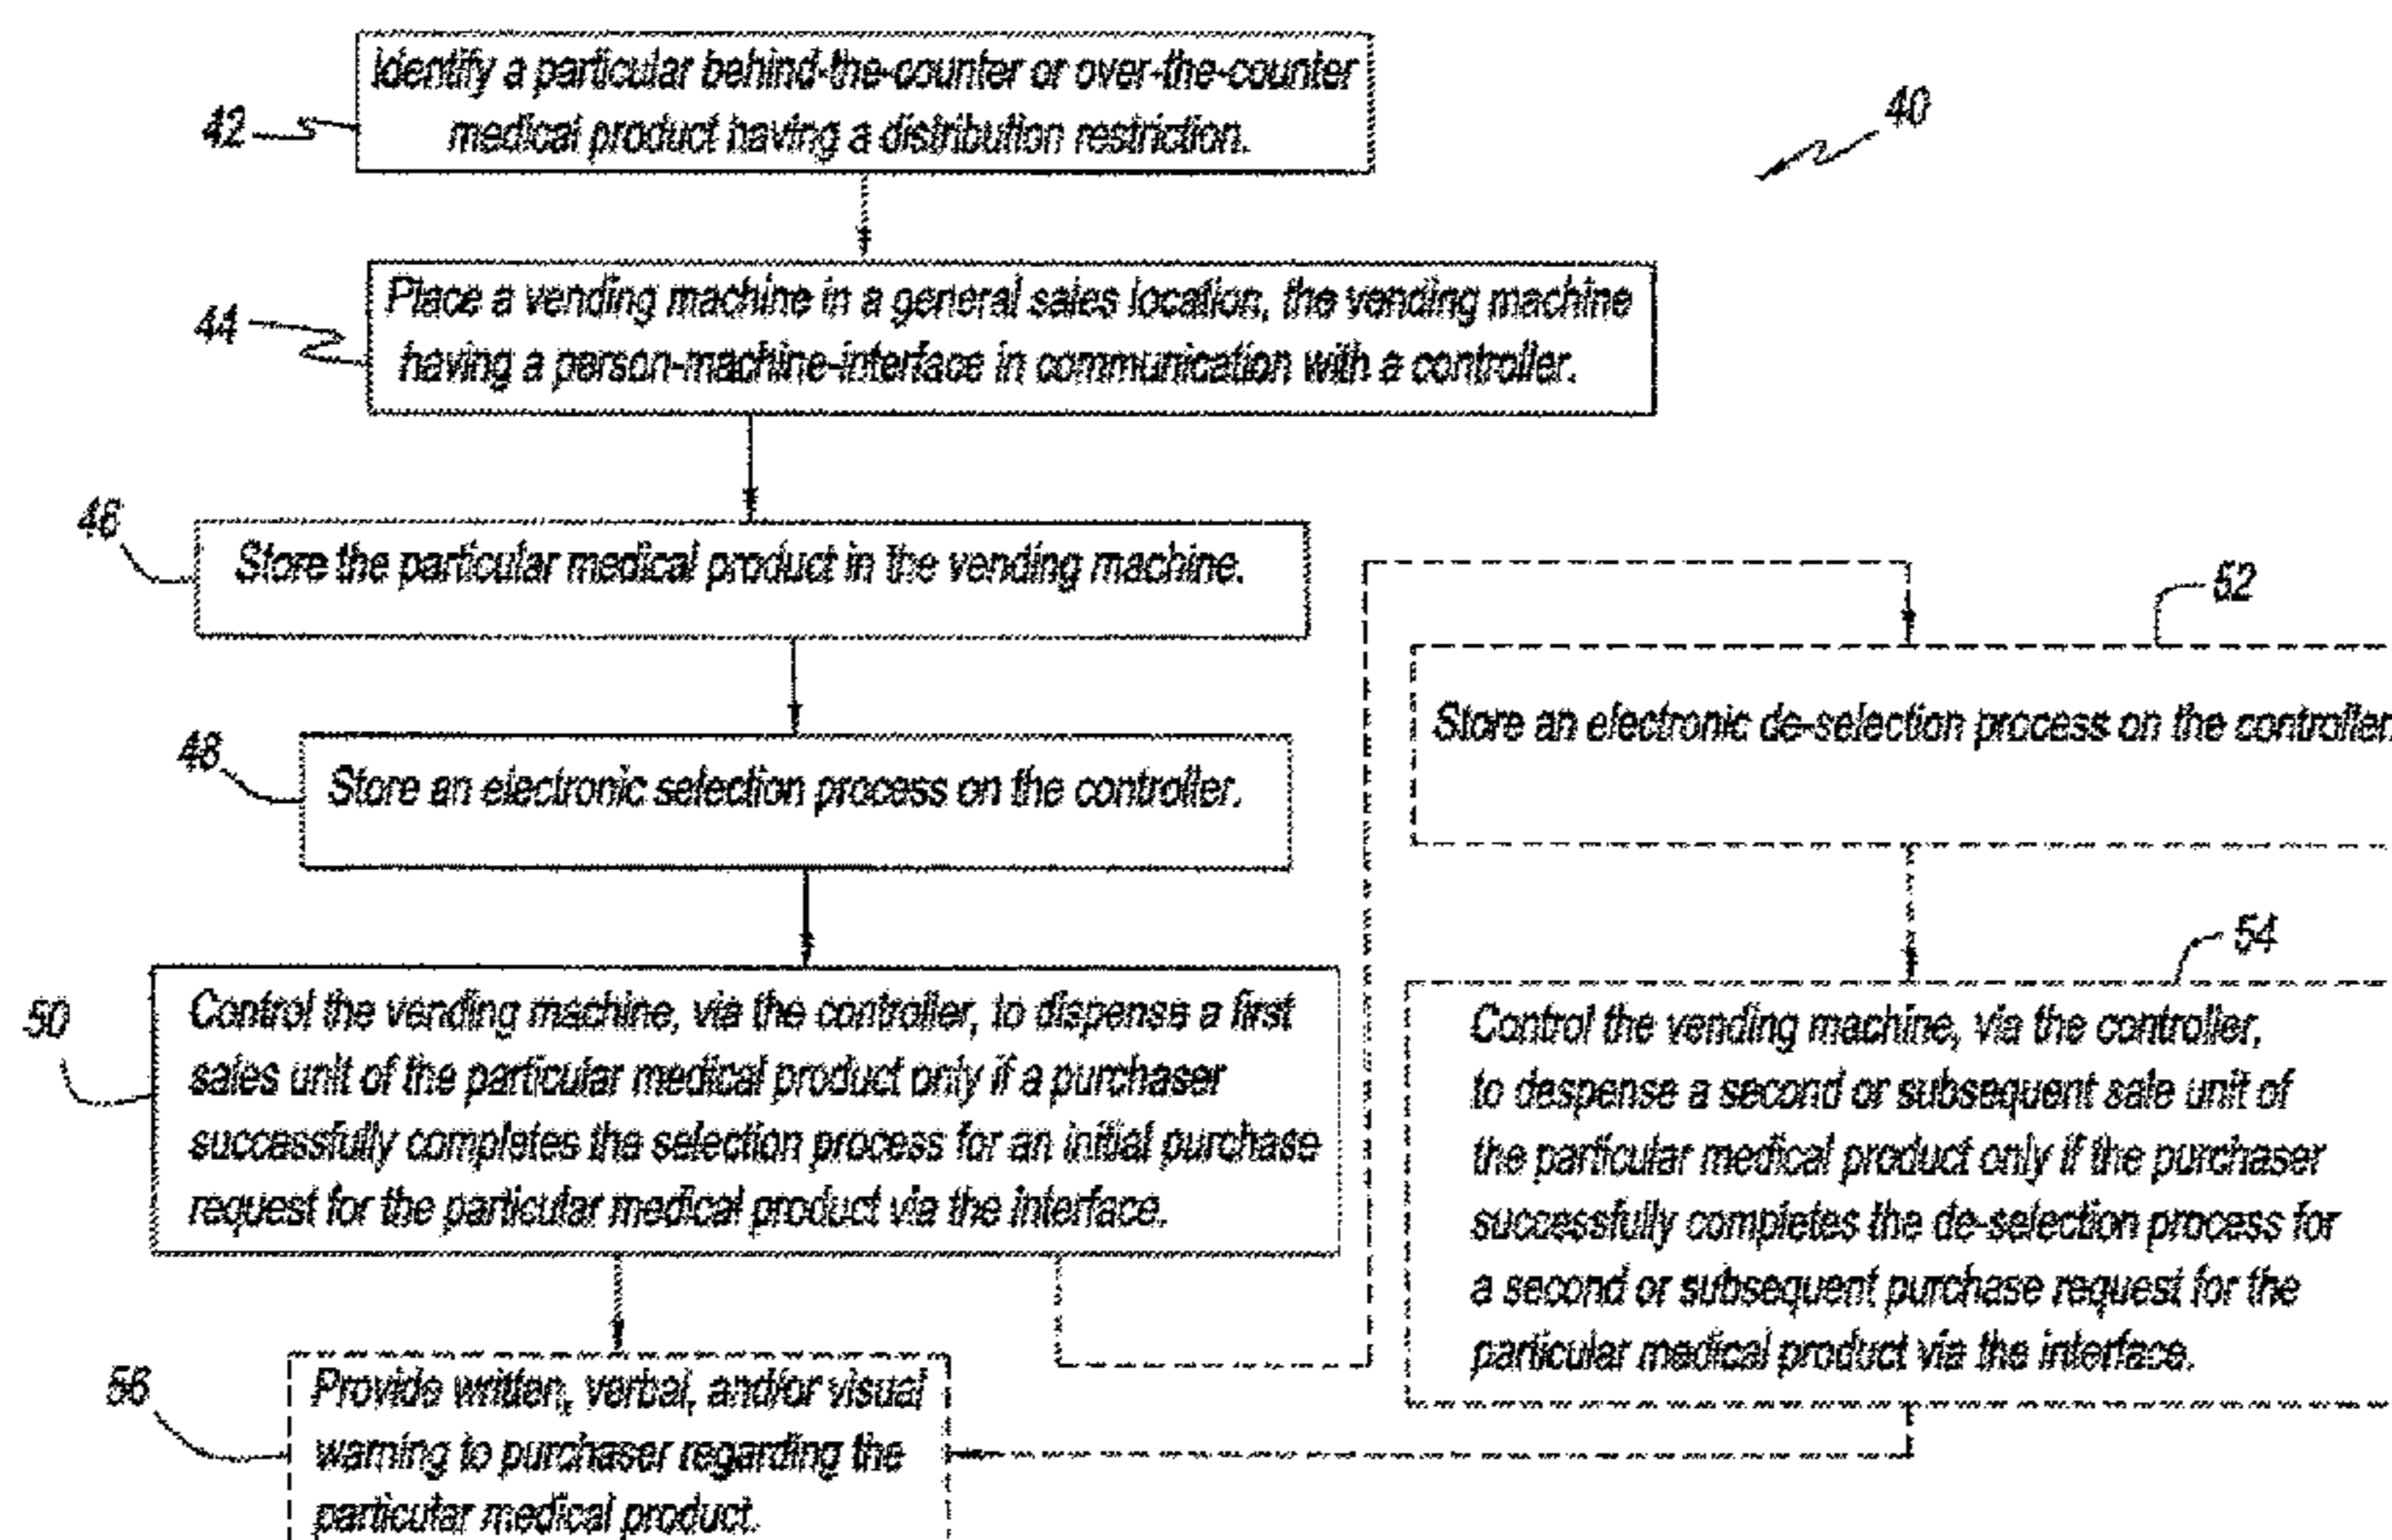 Identify a particular behind-the-counter or over-the-counter
medical product having a distribution restriction.
42
40
Place a vending machine in a general sales location, the vending machine
having a person-machine-interface in communication with a controller.
44
46
Store the particular medical product in the vending machine.
48
Store an electronic selection process on the controller.
50
Control the vending machine, via the controller, to dispense a first
sales unit of the particular medical product only if a purchaser
successfully completes the selection process for an initial purchase
request for the particular medical product via the interface.
52
Store an electronic de-selection process on the controller.
54
Control the vending machine, via the controller,
to despense a second or subsequent sale unit of
the particular medical product only if the purchaser
successfully completes the de-selection process for
a second or subsequent purchase request for the
particular medical product via the interface.
56
Provide written, verbal, and/or visual
warning to purchaser regarding the
particular medical product.